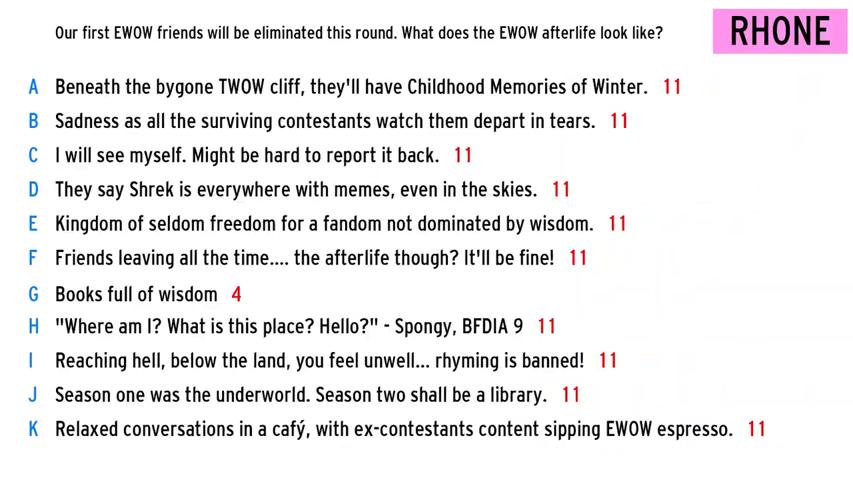 Our first EWOW friends will be eliminated this round. What does the EWOW afterlife look like?
RHONE
A Beneath the bygone TWOW cliff, they'll have Childhood Memories of Winter. 11
B Sadness as all the surviving contestants watch them depart in tears. 11
C I will see myself. Might be hard to report it back. 11
D They say Shrek is everywhere with memes, even in the skies. 11
E Kingdom of seldom freedom for a fandom not dominated by wisdom. 11
F Friends leaving all the time.... the afterlife though? It'll be fine! 11
G Books full of wisdom 4
H "Where am I? What is this place? Hello?" - Spongy, BFDIA 9 11
I Reaching hell, below the land, you feel unwell... rhyming is banned! 11
J Season one was the underworld. Season two shall be a library. 11
K Relaxed conversations in a cafý, with ex-contestants content sipping EWOW espresso. 11